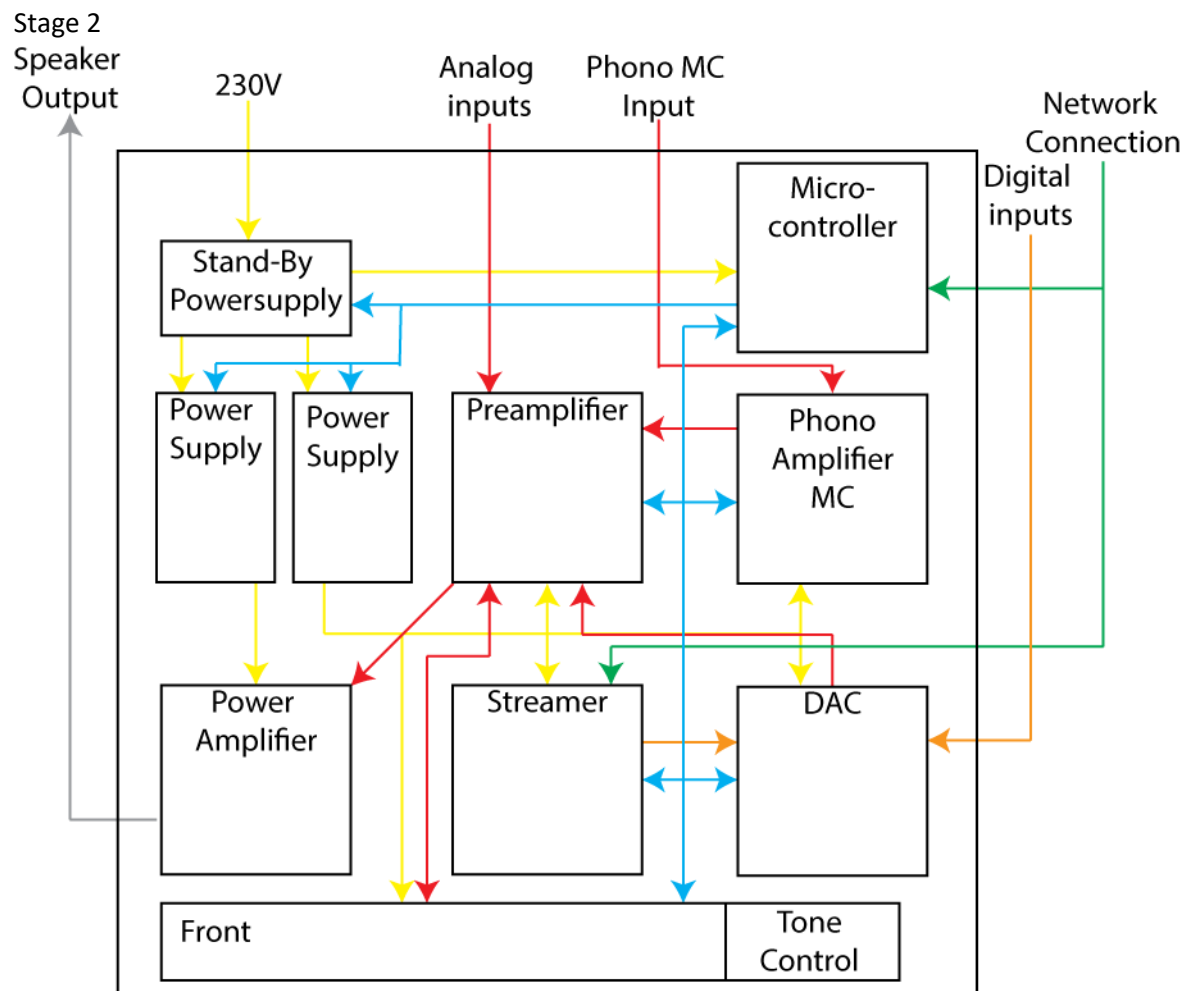 Stage 2
Speaker
Output
230V
Analog
inputs
Phono MC
Input
Network
Connection
Digital
inputs
Micro-
controller
Stand-By
Powersupply
Power
Supply
Power
Supply
Preamplifier
Phono
Amplifier
MC
Power
Amplifier
Streamer
DAC
Front
Tone
Control